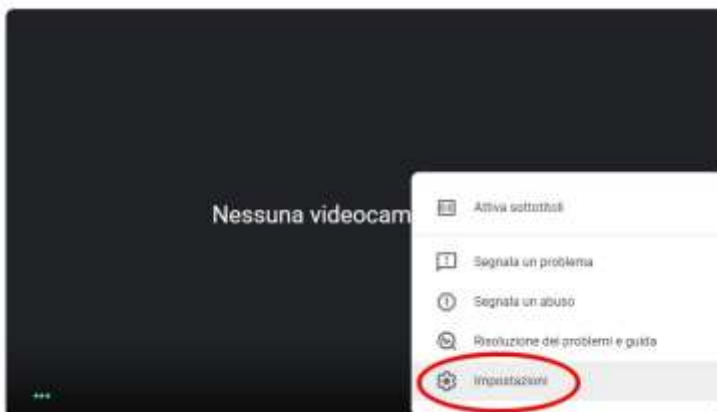 Nessuna videocam
Attiva sottotitoli
Segnala un problema
Segnala un abuso
Risoluzione dei problemi e guida
Impostazioni